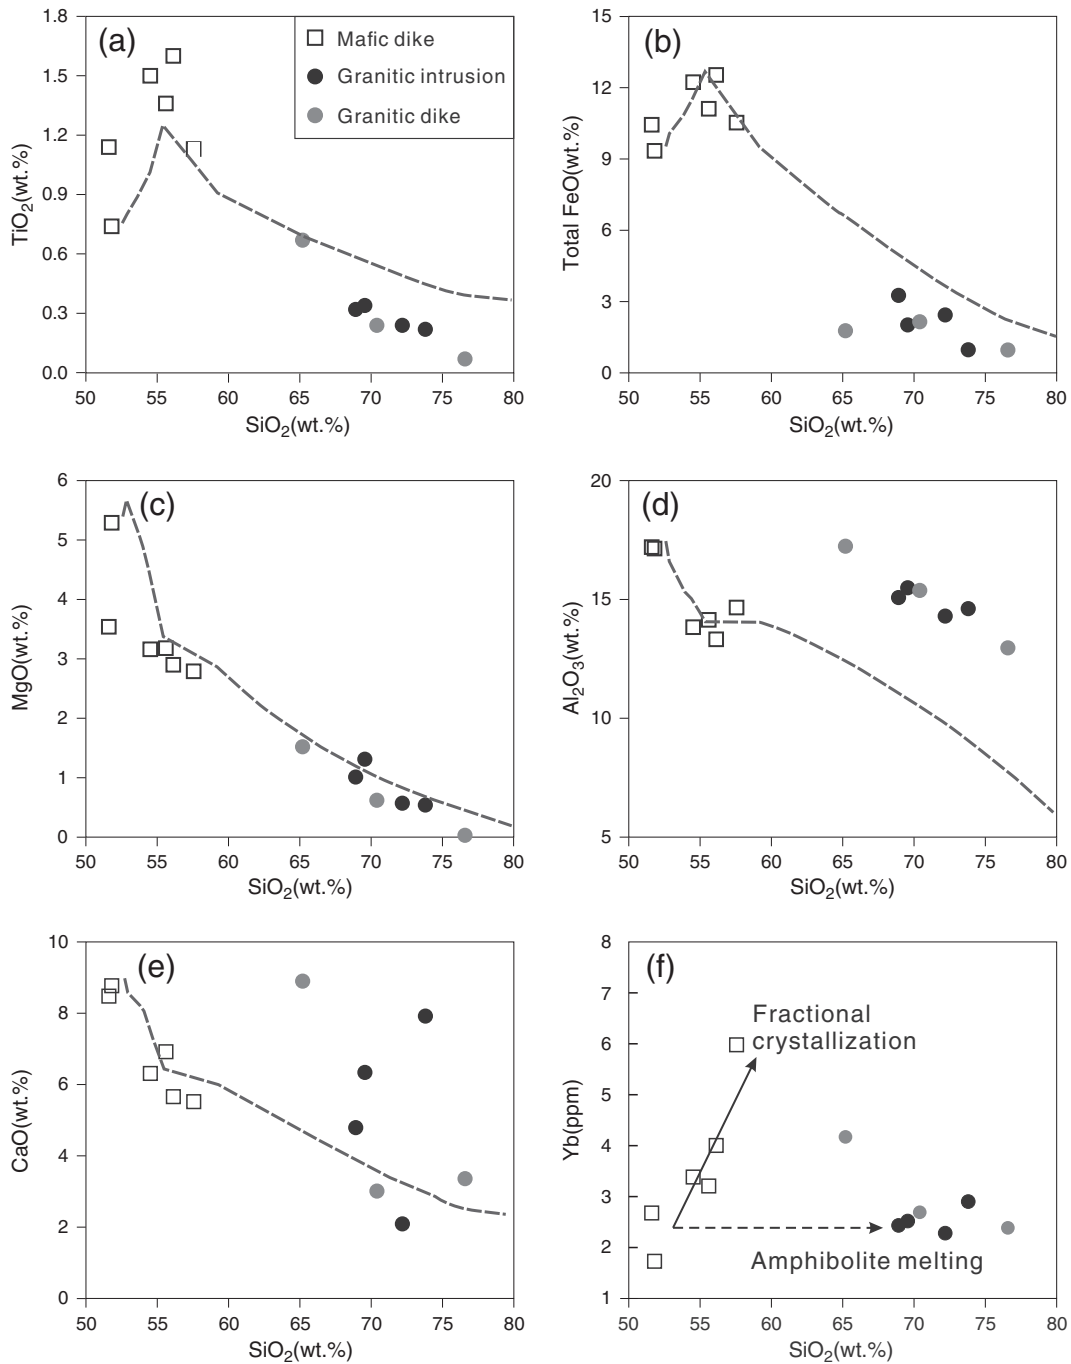 (a)
Mafic dike
Granitic intrusion
Granitic dike
1.8
1.5
1.2
0.9
0.6
0.3
0.0
TiO2(wt.%)
50 55 60 65 70 75 80
SiO2(wt.%)
(b)
15
12
9
6
3
0
Total FeO(wt.%)
50 55 60 65 70 75 80
SiO2(wt.%)
(c)
6
5
4
3
2
1
0
MgO(wt.%)
50 55 60 65 70 75 80
SiO2(wt.%)
(d)
20
15
10
5
Al2O3(wt.%)
50 55 60 65 70 75 80
SiO2(wt.%)
(e)
10
8
6
4
2
0
CaO(wt.%)
50 55 60 65 70 75 80
SiO2(wt.%)
(f)
8
7
6
5
4
3
2
1
Yb(ppm)
Fractional
crystallization
Amphibolite melting
50 55 60 65 70 75 80
SiO2(wt.%)